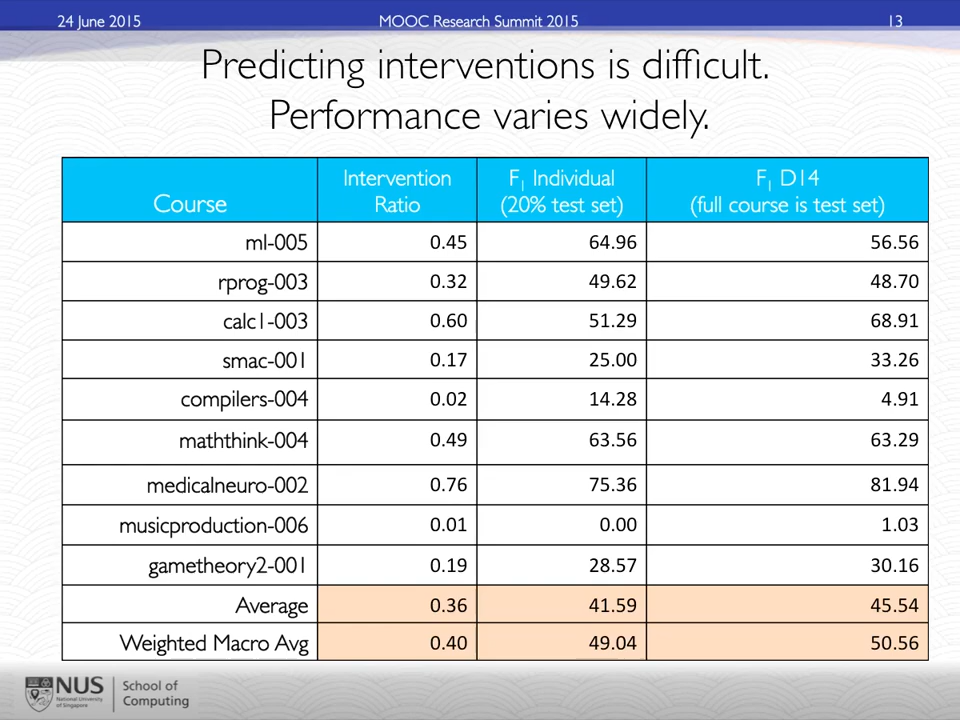 24 June 2015 MOOC Research Summit 2015 13
Predicting interventions is difficult.
Performance varies widely.
Course Intervention Ratio F1 Individual (20% test set) F1 D14 (full course is test set)
ml-005 0.45 64.96 56.56
rprog-003 0.32 49.62 48.70
calc1-003 0.60 51.29 68.91
smac-001 0.17 25.00 33.26
compilers-004 0.02 14.28 4.91
maththink-004 0.49 63.56 63.29
medicalneuro-002 0.76 75.36 81.94
musicproduction-006 0.01 0.00 1.03
gametheory2-001 0.19 28.57 30.16
Average 0.36 41.59 45.54
Weighted Macro Avg 0.40 49.04 50.56
NUS
National University
of Singapore
School of
Computing